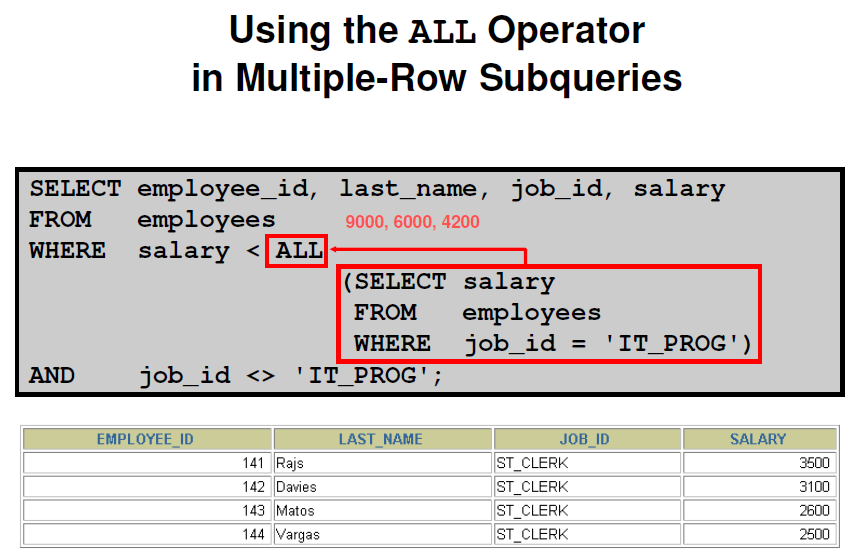 Using the ALL Operator
in Multiple-Row Subqueries
SELECT employee_id, last_name, job_id, salary
FROM employees 9000, 6000, 4200
WHERE salary < ALL
(SELECT salary
FROM employees
WHERE job_id = 'IT_PROG')
AND job_id <> 'IT_PROG';
EMPLOYEE_ID LAST_NAME JOB_ID SALARY
141 Rajs ST_CLERK 3500
142 Davies ST_CLERK 3100
143 Matos ST_CLERK 2600
144 Vargas ST_CLERK 2500